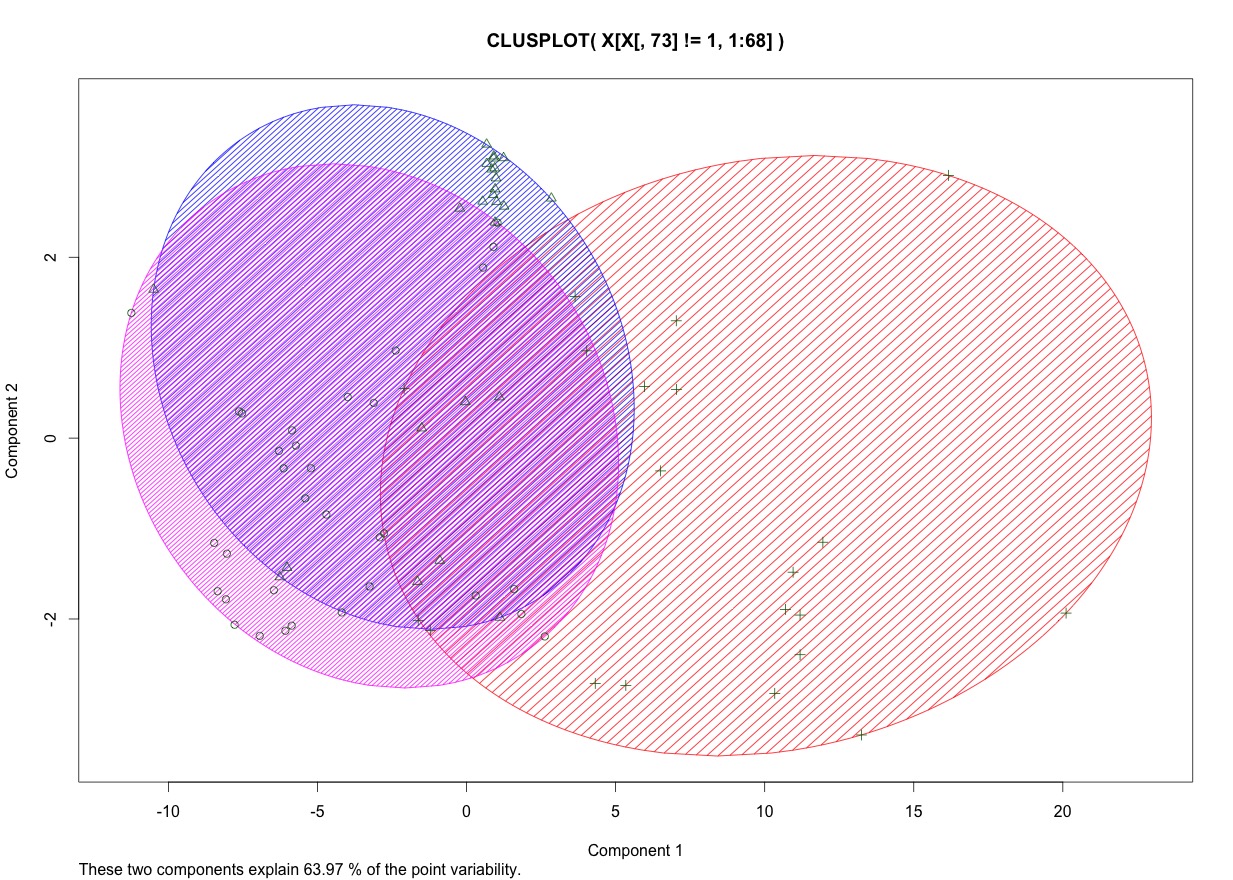 CLUSPLOT( X[X[, 73] != 1, 1:68] )
2
0
-2
Component 2
-10 -5 0 5 10 15 20
Component 1
These two components explain 63.97 % of the point variability.